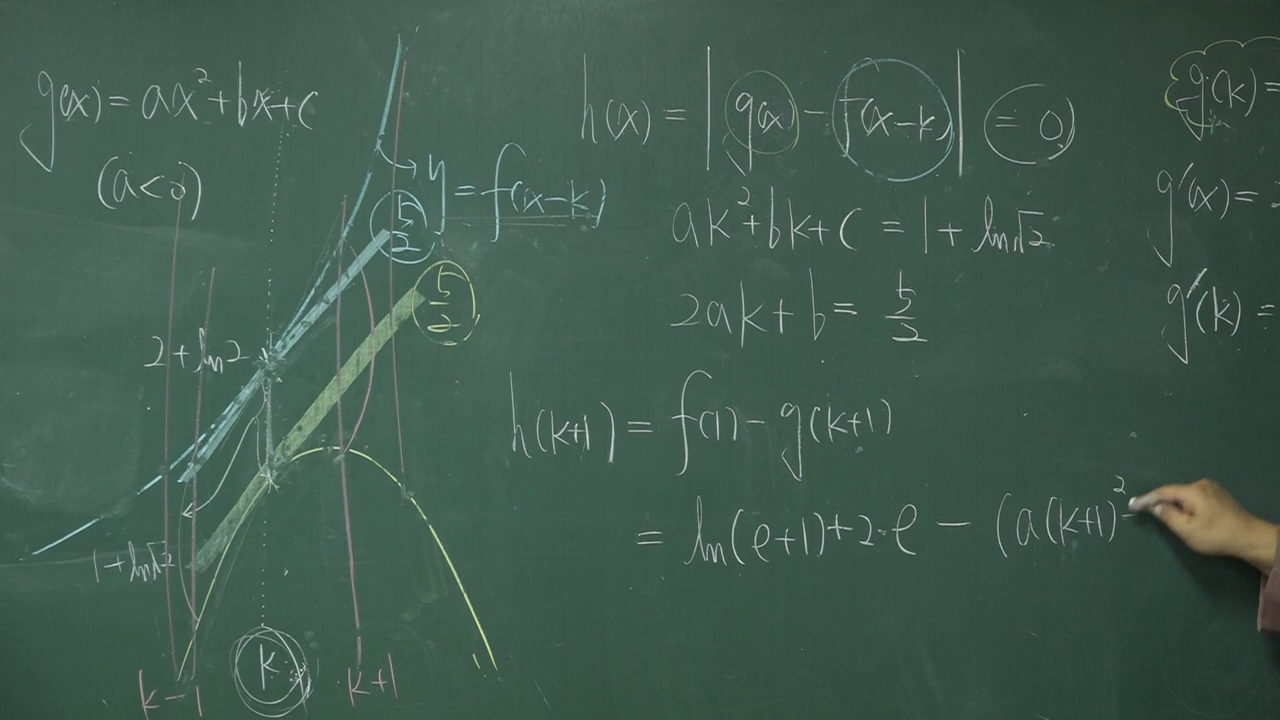 g(x) = ax²+bx+c
(a<0)
y = f(x-k)
5/2
5/2
2+ln2
1+ln√2
k-1
k
k+1
h(x) = | g(x) - f(x-k) | (= 0)
ak²+bk+c = 1+ ln√2
2ak+b = 5/2
h(k+1) = f(1) - g(k+1)
= ln(e+1)+2·e - (a(k+1)²
g(k) =
g'(x) =
g'(k) =